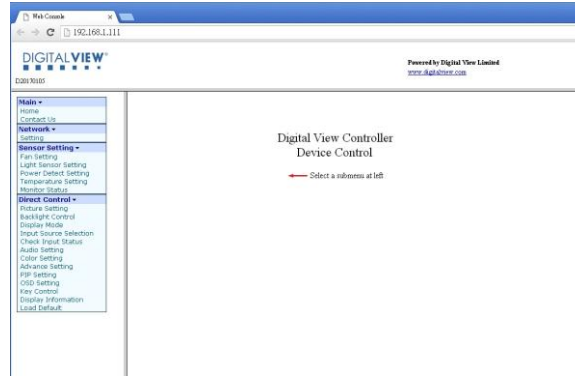 Web Console
192.168.1.111
DIGITALVIEW
D20170105
Powered by Digital View Limited
www.digitalview.com
Main
Home
Contact Us
Network
Setting
Sensor Setting
Fan Setting
Light Sensor Setting
Power Detect Setting
Temperature Setting
Monitor Status
Direct Control
Picture Setting
Backlight Control
Display Mode
Input Source Selection
Check Input Status
Audio Setting
Color Setting
Advance Setting
PIP Setting
OSD Setting
Key Control
Display Information
Load Default
Digital View Controller
Device Control
Select a submenu at left